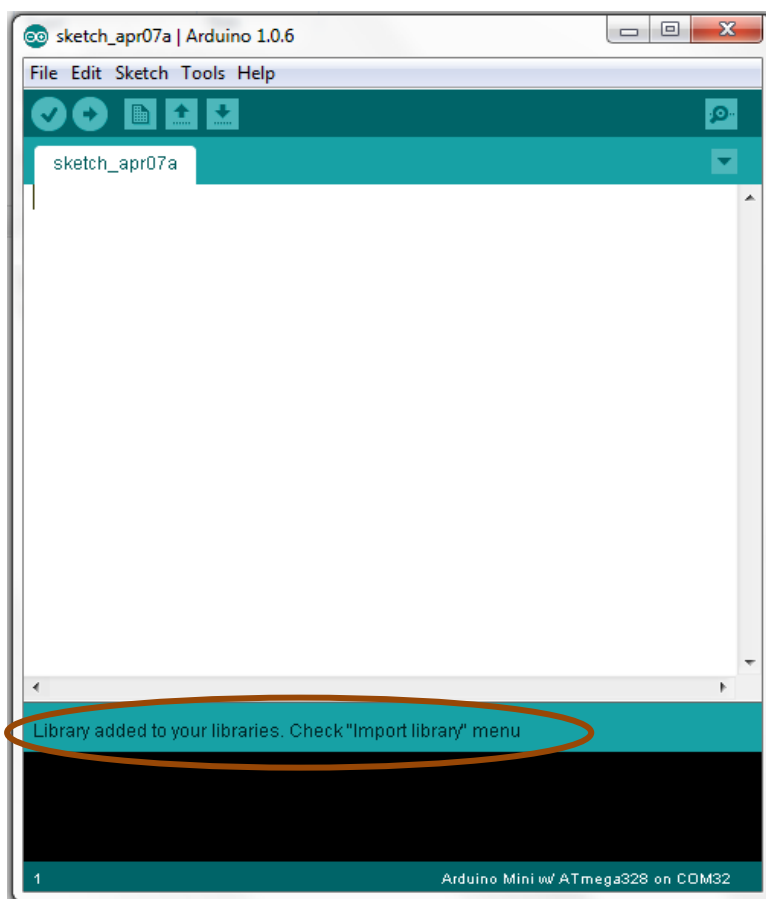 sketch_apr07a | Arduino 1.0.6
File Edit Sketch Tools Help
sketch_apr07a
Library added to your libraries. Check "Import library" menu
1 Arduino Mini w/ ATmega328 on COM32